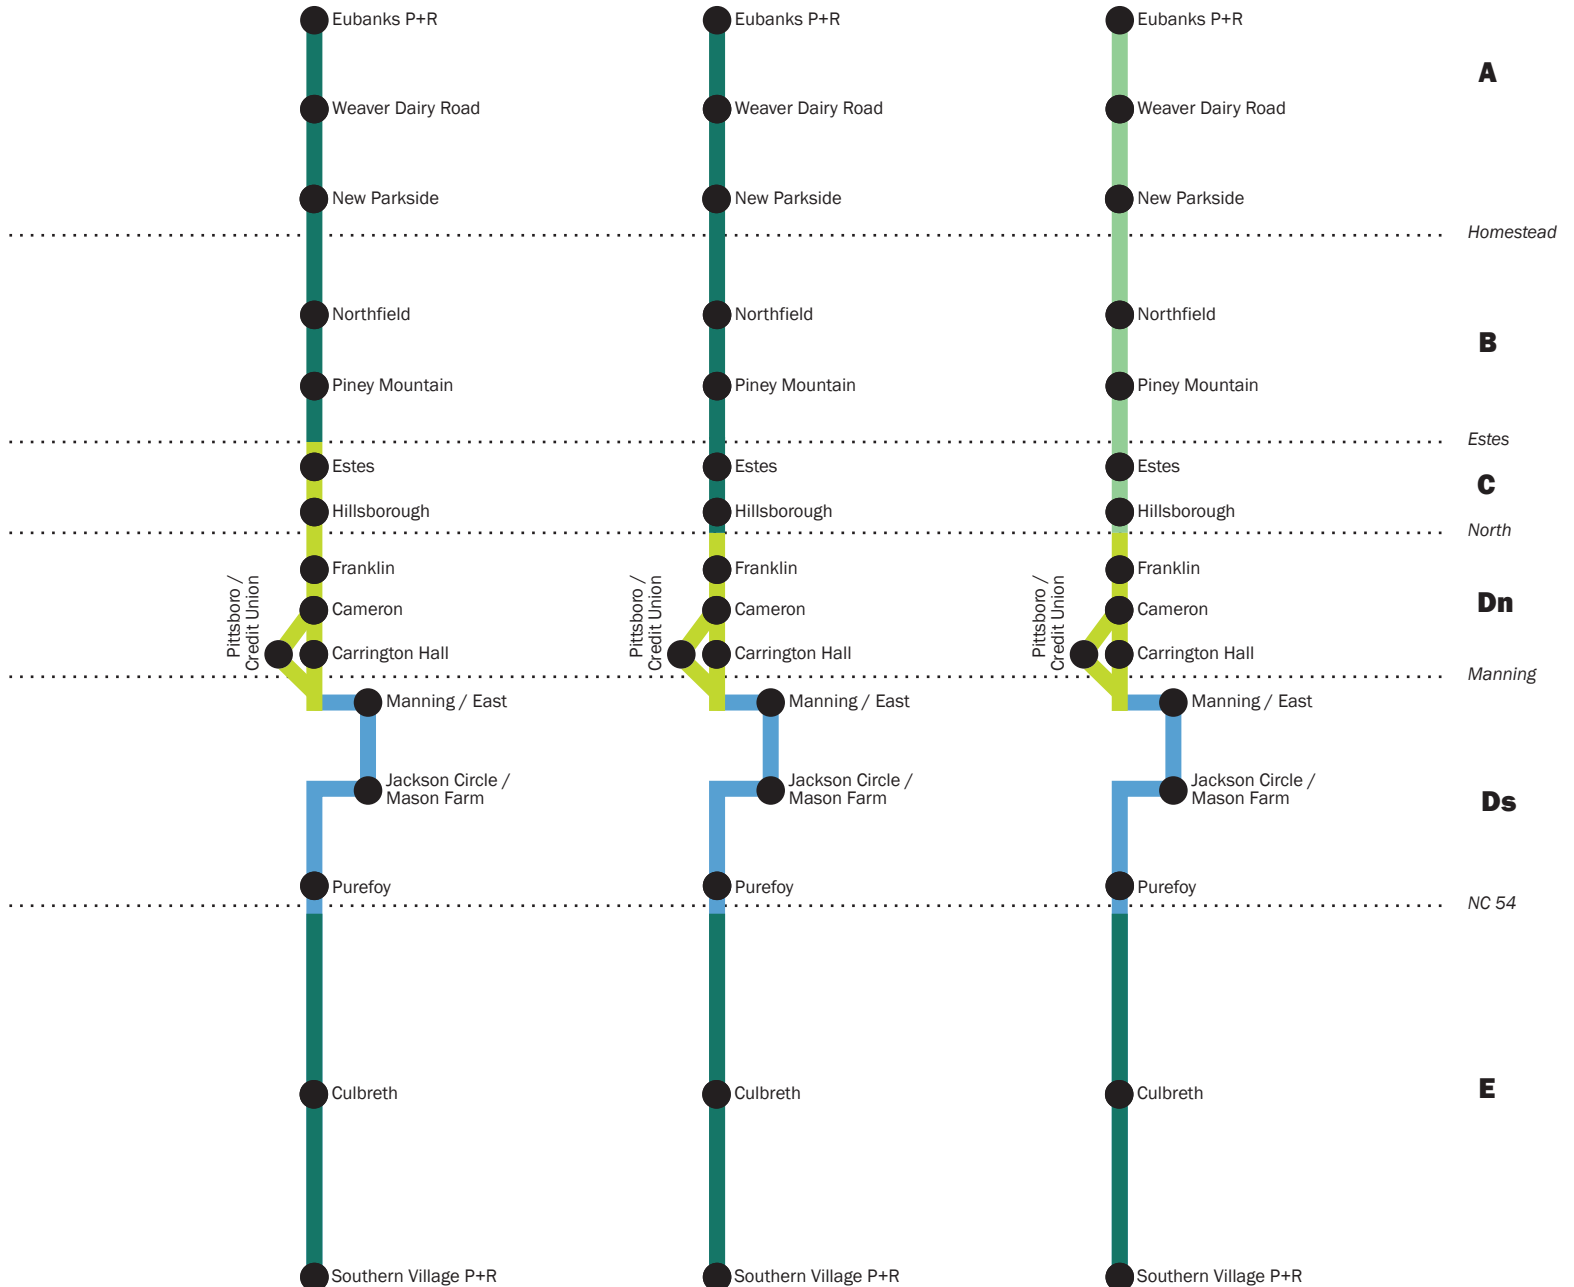 Eubanks P+R
Eubanks P+R
Eubanks P+R
A
Weaver Dairy Road
Weaver Dairy Road
Weaver Dairy Road
New Parkside
New Parkside
New Parkside
Homestead
Northfield
Northfield
Northfield
B
Piney Mountain
Piney Mountain
Piney Mountain
Estes
Estes
Estes
Estes
C
Hillsborough
Hillsborough
Hillsborough
North
Franklin
Franklin
Franklin
Pittsboro /
Credit Union
Pittsboro /
Credit Union
Pittsboro /
Credit Union
Cameron
Cameron
Cameron
Dn
Carrington Hall
Carrington Hall
Carrington Hall
Manning
Manning / East
Manning / East
Manning / East
Jackson Circle /
Mason Farm
Jackson Circle /
Mason Farm
Jackson Circle /
Mason Farm
Ds
Purefoy
Purefoy
Purefoy
NC 54
Culbreth
Culbreth
Culbreth
E
Southern Village P+R
Southern Village P+R
Southern Village P+R